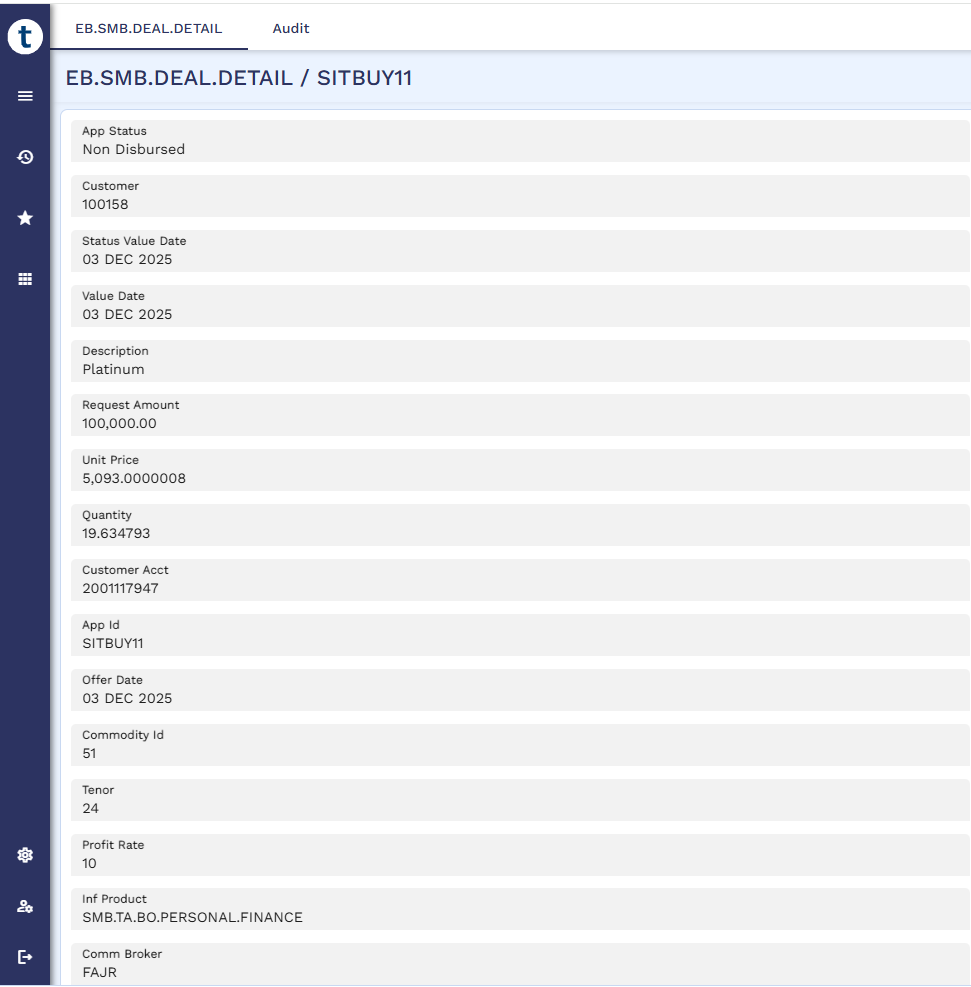 t
EB.SMB.DEAL.DETAIL Audit
EB.SMB.DEAL.DETAIL / SITBUY11
App Status
Non Disbursed
Customer
100158
Status Value Date
03 DEC 2025
Value Date
03 DEC 2025
Description
Platinum
Request Amount
100,000.00
Unit Price
5,093.0000008
Quantity
19.634793
Customer Acct
2001117947
App Id
SITBUY11
Offer Date
03 DEC 2025
Commodity Id
51
Tenor
24
Profit Rate
10
Inf Product
SMB.TA.BO.PERSONAL.FINANCE
Comm Broker
FAJR